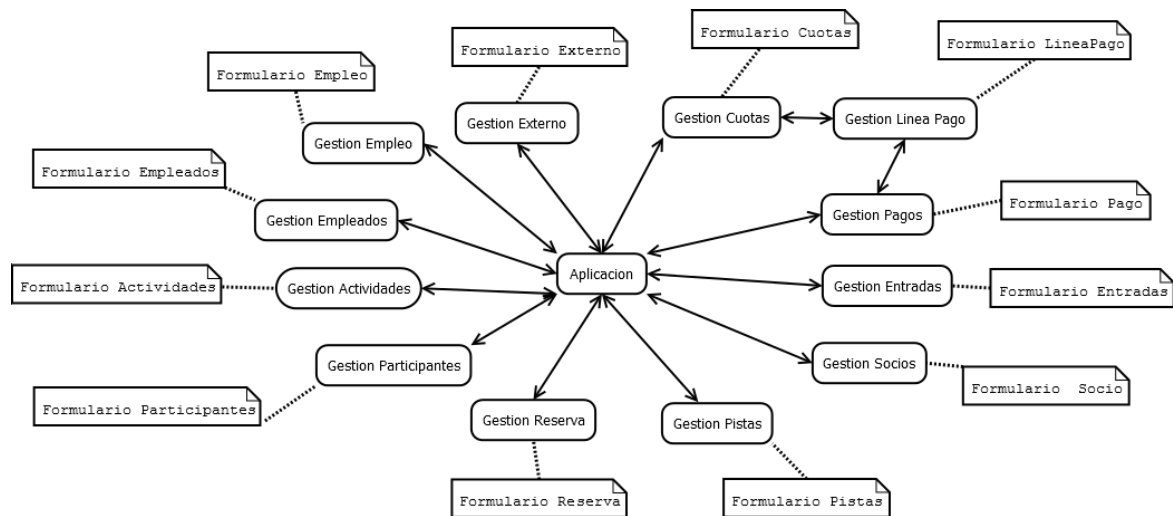 Formulario Cuotas
Formulario LineaPago
Formulario Externo
Formulario Empleo
Gestion Externo
Gestion Cuotas
Gestion Linea Pago
Gestion Empleo
Formulario Empleados
Formulario Pago
Gestion Empleados
Gestion Pagos
Aplicacion
Formulario Actividades
Gestion Actividades
Gestion Entradas
Formulario Entradas
Gestion Participantes
Gestion Socios
Formulario  Socio
Formulario Participantes
Gestion Reserva
Gestion Pistas
Formulario Reserva
Formulario Pistas